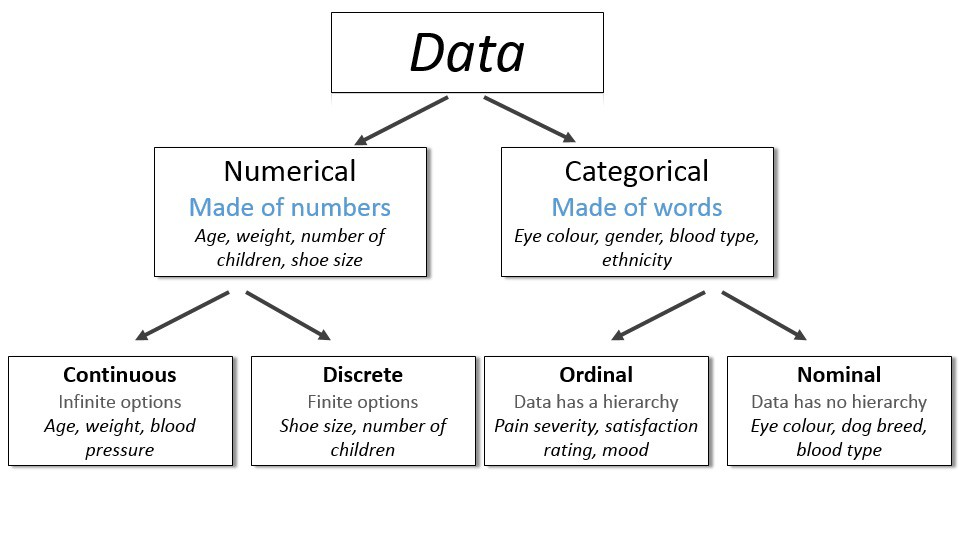 Data
Numerical
Made of numbers
Age, weight, number of
children, shoe size
Categorical
Made of words
Eye colour, gender, blood type,
ethnicity
Continuous
Infinite options
Age, weight, blood
pressure
Discrete
Finite options
Shoe size, number of
children
Ordinal
Data has a hierarchy
Pain severity, satisfaction
rating, mood
Nominal
Data has no hierarchy
Eye colour, dog breed,
blood type